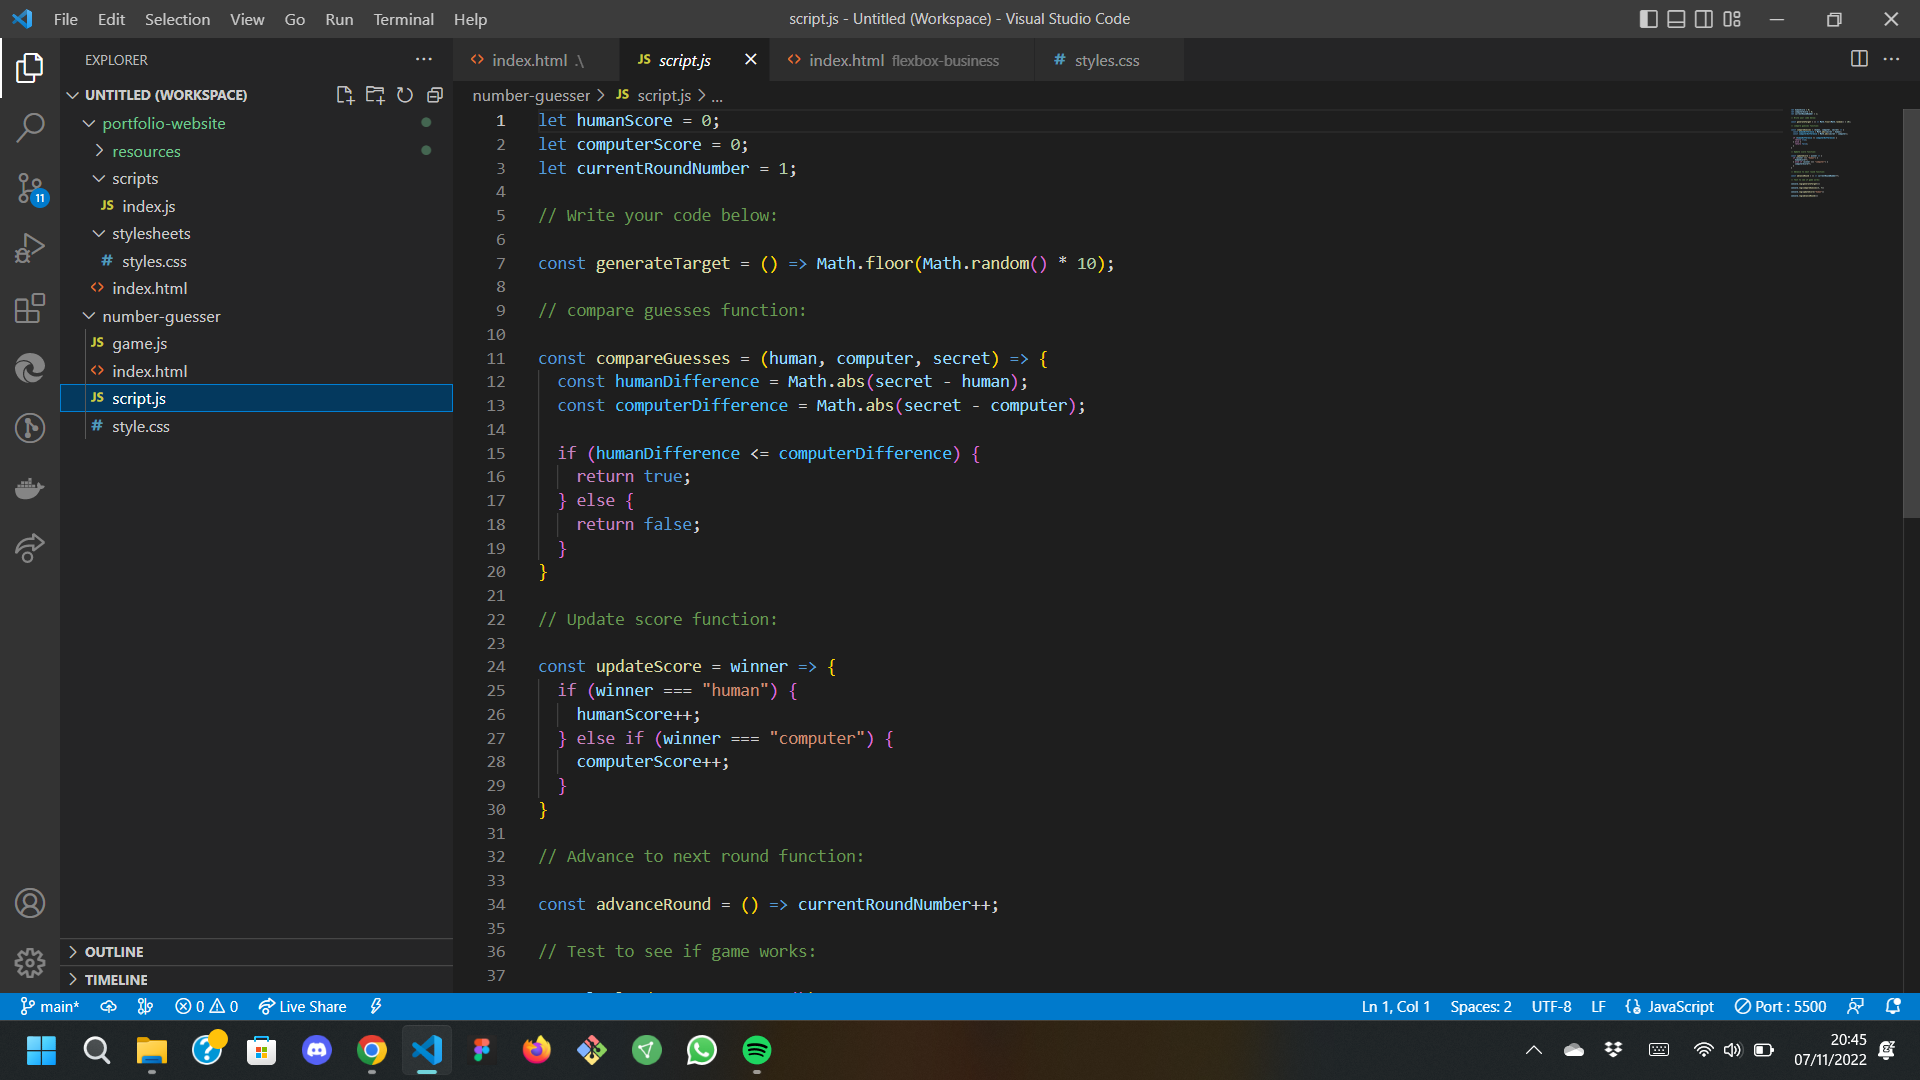 File Edit Selection View Go Run Terminal Help
script.js - Untitled (Workspace) - Visual Studio Code
EXPLORER
index.html .\
JS script.js
index.html flexbox-business
# styles.css
UNTITLED (WORKSPACE)
portfolio-website
resources
scripts
JS index.js
stylesheets
# styles.css
index.html
number-guesser
JS game.js
index.html
JS script.js
# style.css
OUTLINE
TIMELINE
11
number-guesser > JS script.js > ...
1 let humanScore = 0;
2 let computerScore = 0;
3 let currentRoundNumber = 1;
4
5 // Write your code below:
6
7 const generateTarget = () => Math.floor(Math.random() * 10);
8
9 // compare guesses function:
10
11 const compareGuesses = (human, computer, secret) => {
12 const humanDifference = Math.abs(secret - human);
13 const computerDifference = Math.abs(secret - computer);
14
15 if (humanDifference <= computerDifference) {
16 return true;
17 } else {
18 return false;
19 }
20 }
21
22 // Update score function:
23
24 const updateScore = winner => {
25 if (winner === "human") {
26 humanScore++;
27 } else if (winner === "computer") {
28 computerScore++;
29 }
30 }
31
32 // Advance to next round function:
33
34 const advanceRound = () => currentRoundNumber++;
35
36 // Test to see if game works:
37
main* 0 0 Live Share
Ln 1, Col 1 Spaces: 2 UTF-8 LF {} JavaScript Port : 5500
20:45
07/11/2022